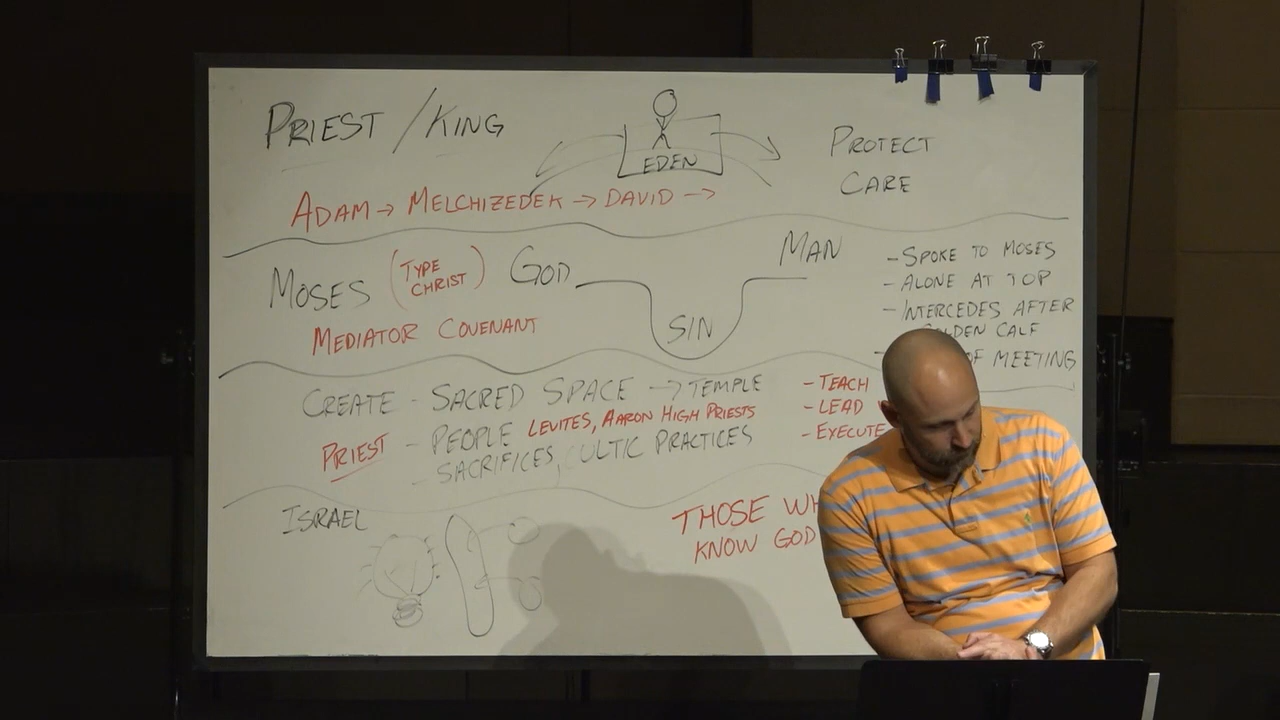 PRIEST / KING
EDEN
PROTECT
CARE
ADAM → MELCHIZEDEK → DAVID →
MOSES (TYPE CHRIST) GOD
MAN
SIN
MEDIATOR COVENANT
- SPOKE TO MOSES
- ALONE AT TOP
- INTERCEDES AFTER
GOLDEN CALF
OF MEETING
CREATE - SACRED SPACE → TEMPLE
PRIEST - PEOPLE LEVITES, AARON HIGH PRIESTS
- SACRIFICES, CULTIC PRACTICES
- TEACH
- LEAD
- EXECUTE
ISRAEL
THOSE
KNOW GOD